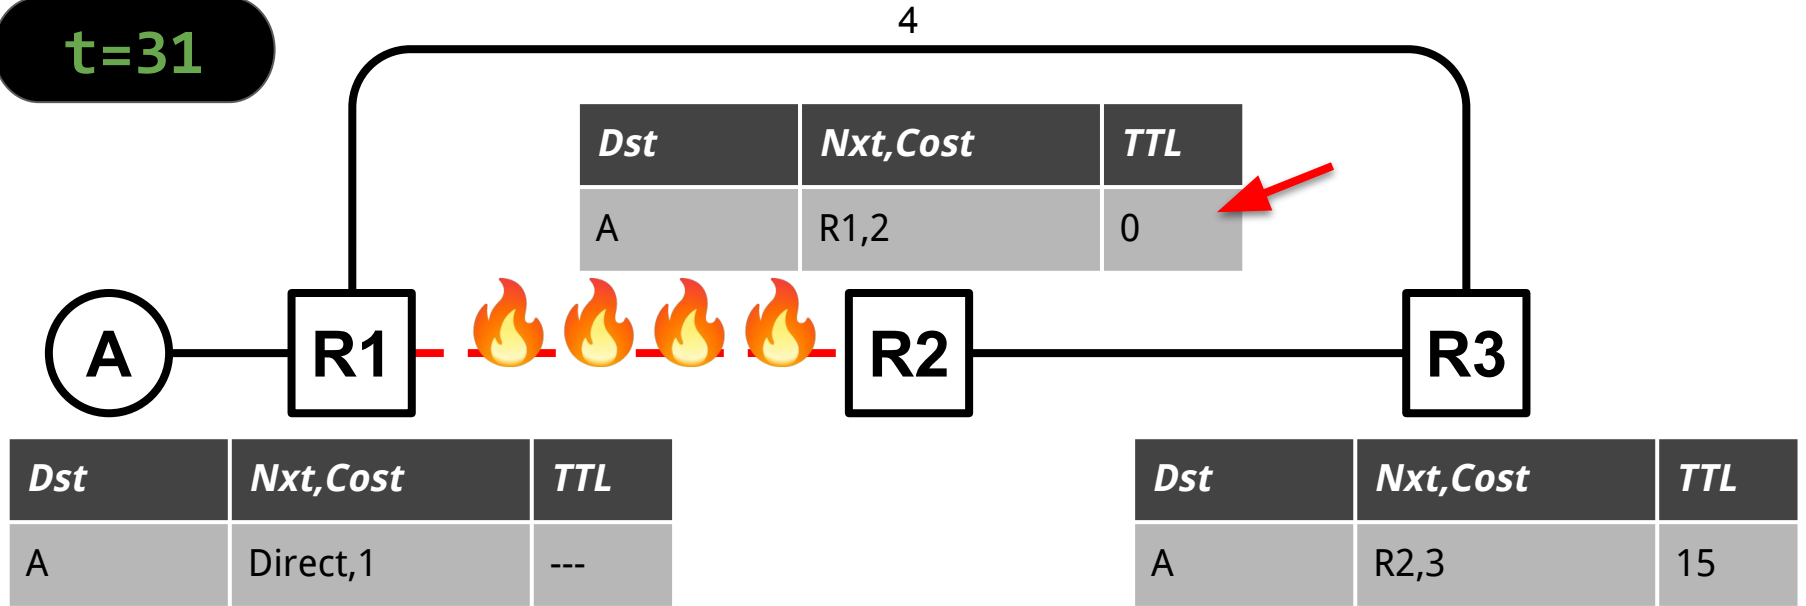 t=31
4
Dst Nxt,Cost TTL
A R1,2 0
A R1 R2 R3
Dst Nxt,Cost TTL
A Direct,1 ---
Dst Nxt,Cost TTL
A R2,3 15